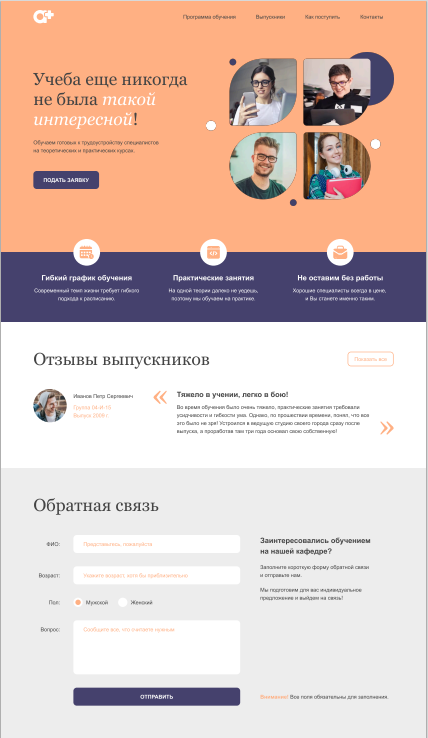 a+
Программа обучения Выпускники Как поступить Контакты
Учеба еще никогда
не была такой
интересной!
Обучаем готовых к трудоустройству специалистов
на теоретических и практических курсах.
ПОДАТЬ ЗАЯВКУ
Гибкий график обучения
Современный темп жизни требует гибкого
подхода к расписанию.
Практические занятия
На одной теории далеко не уедешь,
поэтому мы обучаем на практике.
Не оставим без работы
Хорошие специалисты всегда в цене,
и Вы станете именно таким.
Отзывы выпускников
Показать все
Иванов Петр Сергеевич
Группа 04-И-15
Выпуск 2009 г.
Тяжело в учении, легко в бою!
Во время обучения было очень тяжело, практические занятия требовали
усидчивости и гибкости ума. Однако, по прошествии времени, понял, что все
это было не зря! Устроился в ведущую студию своего города сразу после
выпуска, а проработав там три года основал свою собственную!
Обратная связь
ФИО:
Представьтесь, пожалуйста
Возраст:
Укажите возраст хотя бы приблизительно
Пол:
Мужской
Женский
Вопрос:
Сообщите все, что считаете нужным
ОТПРАВИТЬ
Заинтересовались обучением
на нашей кафедре?
Заполните короткую форму обратной связи
и отправьте нам.
Мы подготовим для вас индивидуальное
предложение и выйдем на связь!
Внимание! Все поля обязательны для заполнения.